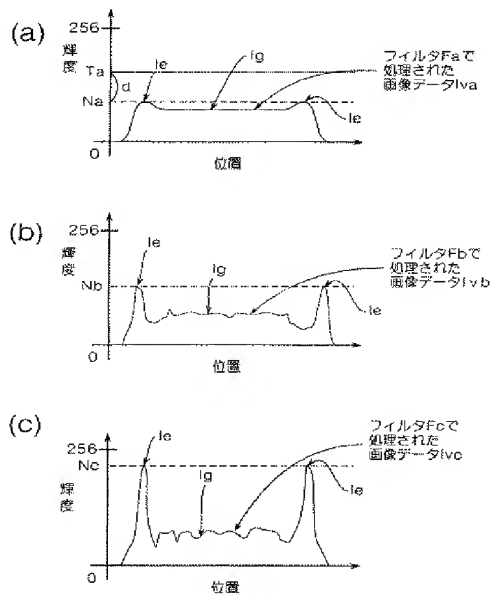 (a)
256
輝度
Ta
d
Na
0
Ie
Ig
フィルタFaで
処理された
画像データIva
Ie
位置
(b)
256
輝度
Nb
0
Ie
Ig
フィルタFbで
処理された
画像データIvb
Ie
位置
(c)
256
Nc
輝度
0
Ie
Ig
フィルタFcで
処理された
画像データIvc
Ie
位置